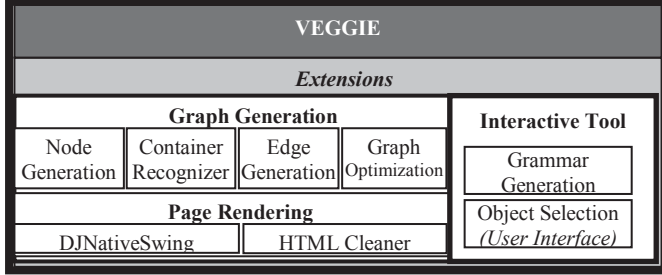 VEGGIE
Extensions
Graph Generation
Node Generation
Container Recognizer
Edge Generation
Graph Optimization
Page Rendering
DJNativeSwing
HTML Cleaner
Interactive Tool
Grammar
Generation
Object Selection
(User Interface)